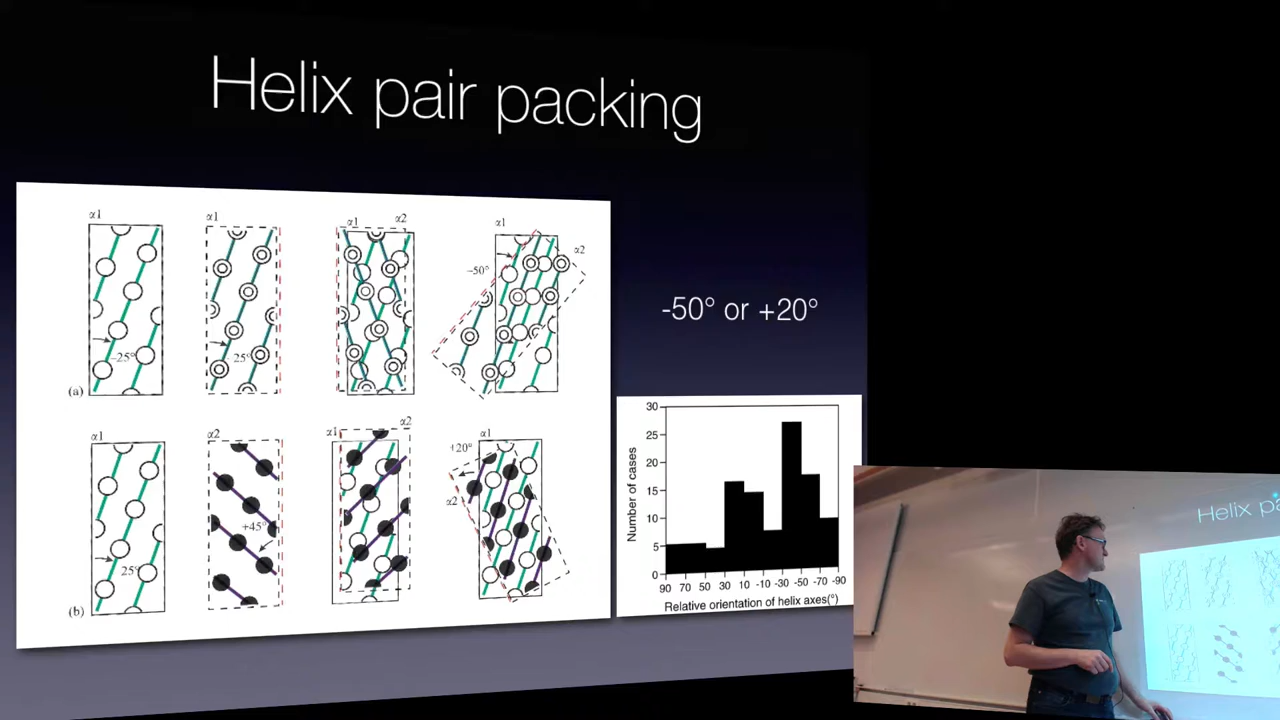 Helix pair packing
α1
α1
α1 α2
α1
α2
-50°
-25°
25°
(a)
α1
α2
α1
α2
α1
+20°
α2
+45°
25°
(b)
-50° or +20°
30
25
20
15
10
5
0
Number of cases
90 70 50 30 10 -10 -30 -50 -70 -90
Relative orientation of helix axes(°)
Helix pa